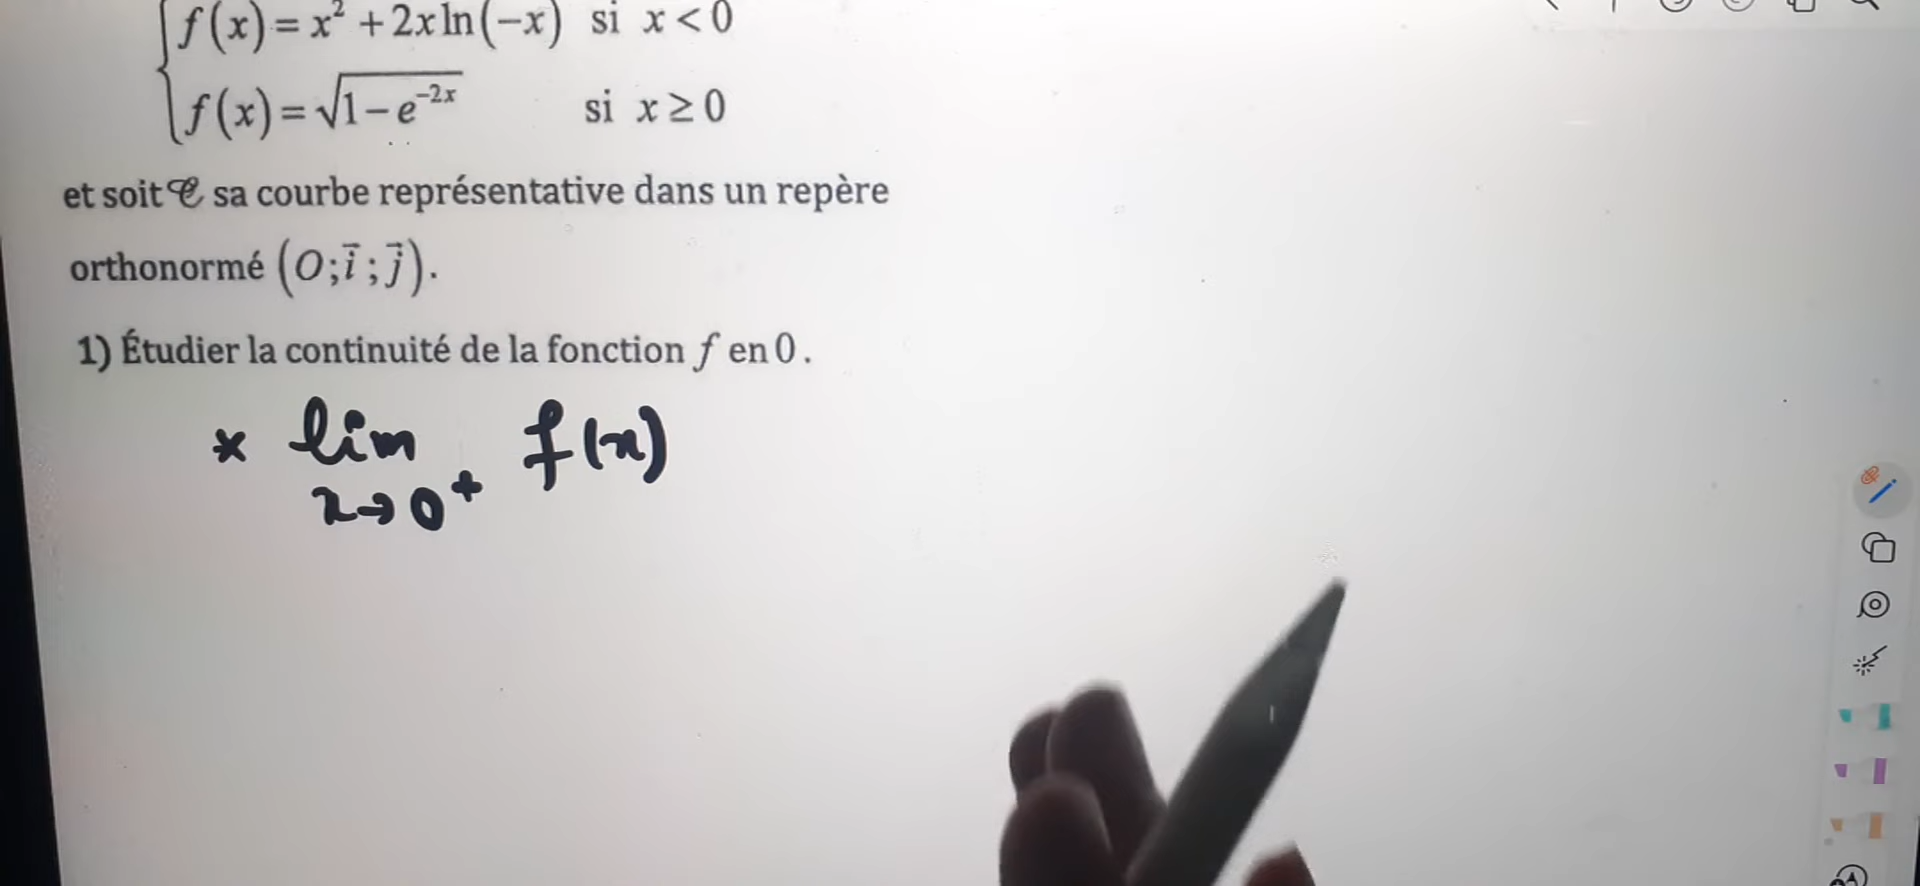 f(x) = x² + 2x ln(−x) si x < 0
f(x) = √(1 − e⁻²ˣ) si x ≥ 0
et soit 𝒞 sa courbe représentative dans un repère
orthonormé (O; i⃗ ; j⃗).
1) Étudier la continuité de la fonction f en 0 .
* lim f(x)
x→0⁺